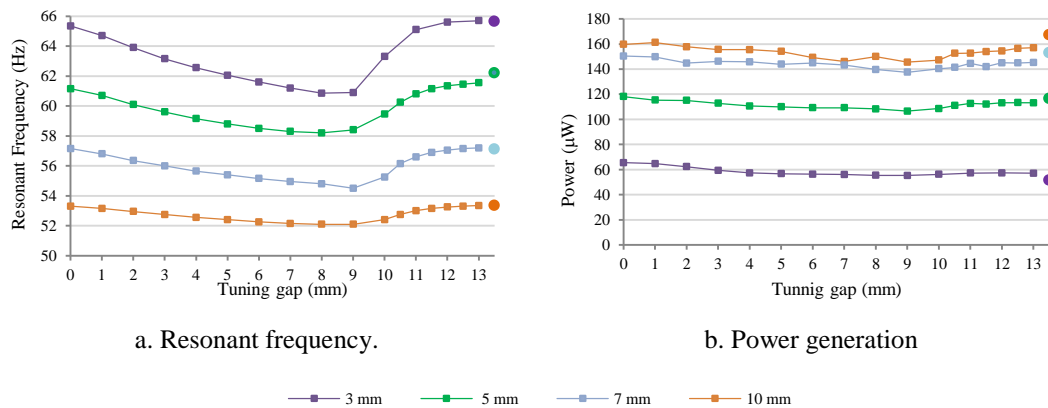 66
64
62
60
58
56
54
52
50
Resonant Frequency (Hz)
0 1 2 3 4 5 6 7 8 9 10 11 12 13
Tuning gap (mm)
a. Resonant frequency.
180
160
140
120
100
80
60
40
20
0
Power (µW)
0 1 2 3 4 5 6 7 8 9 10 11 12 13
Tunnig gap (mm)
b. Power generation
3 mm 5 mm 7 mm 10 mm